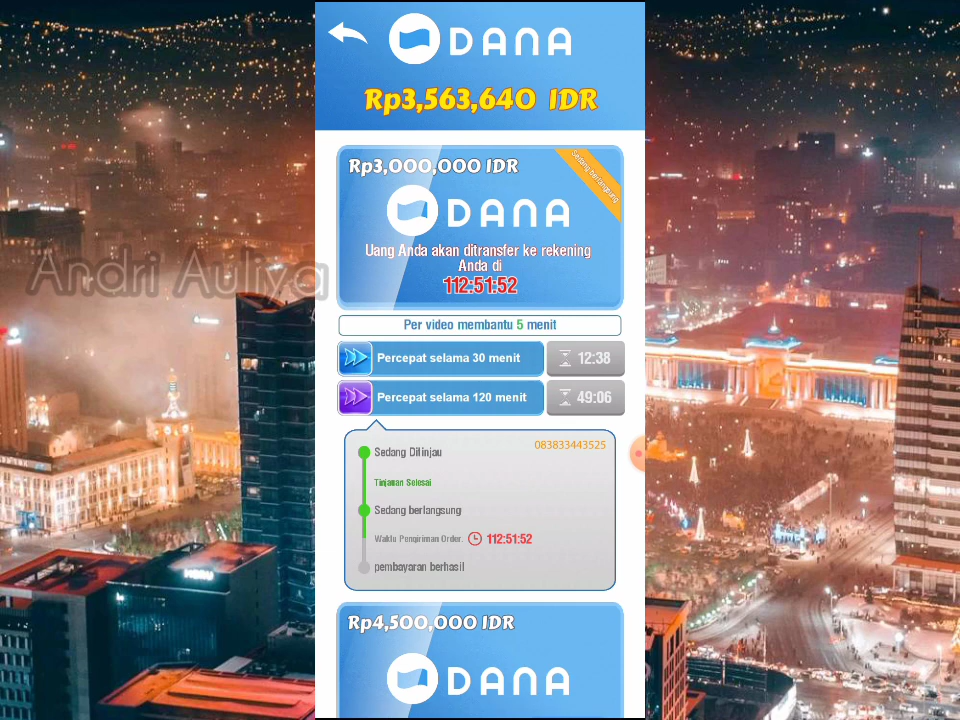 DANA
Rp3,563,640 IDR
Rp3,000,000 IDR
Sedang berlangsung
DANA
Uang Anda akan ditransfer ke rekening
Anda di
112:51:52
Andri Auliya
Per video membantu 5 menit
Percepat selama 30 menit
12:38
Percepat selama 120 menit
49:06
083833443525
Sedang Ditinjau
Tinjauan Selesai
Sedang berlangsung
Waktu Pengiriman Order. 112:51:52
pembayaran berhasil
Rp4,500,000 IDR
DANA